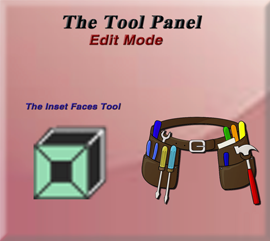 The Tool Panel
Edit Mode
The Inset Faces Tool